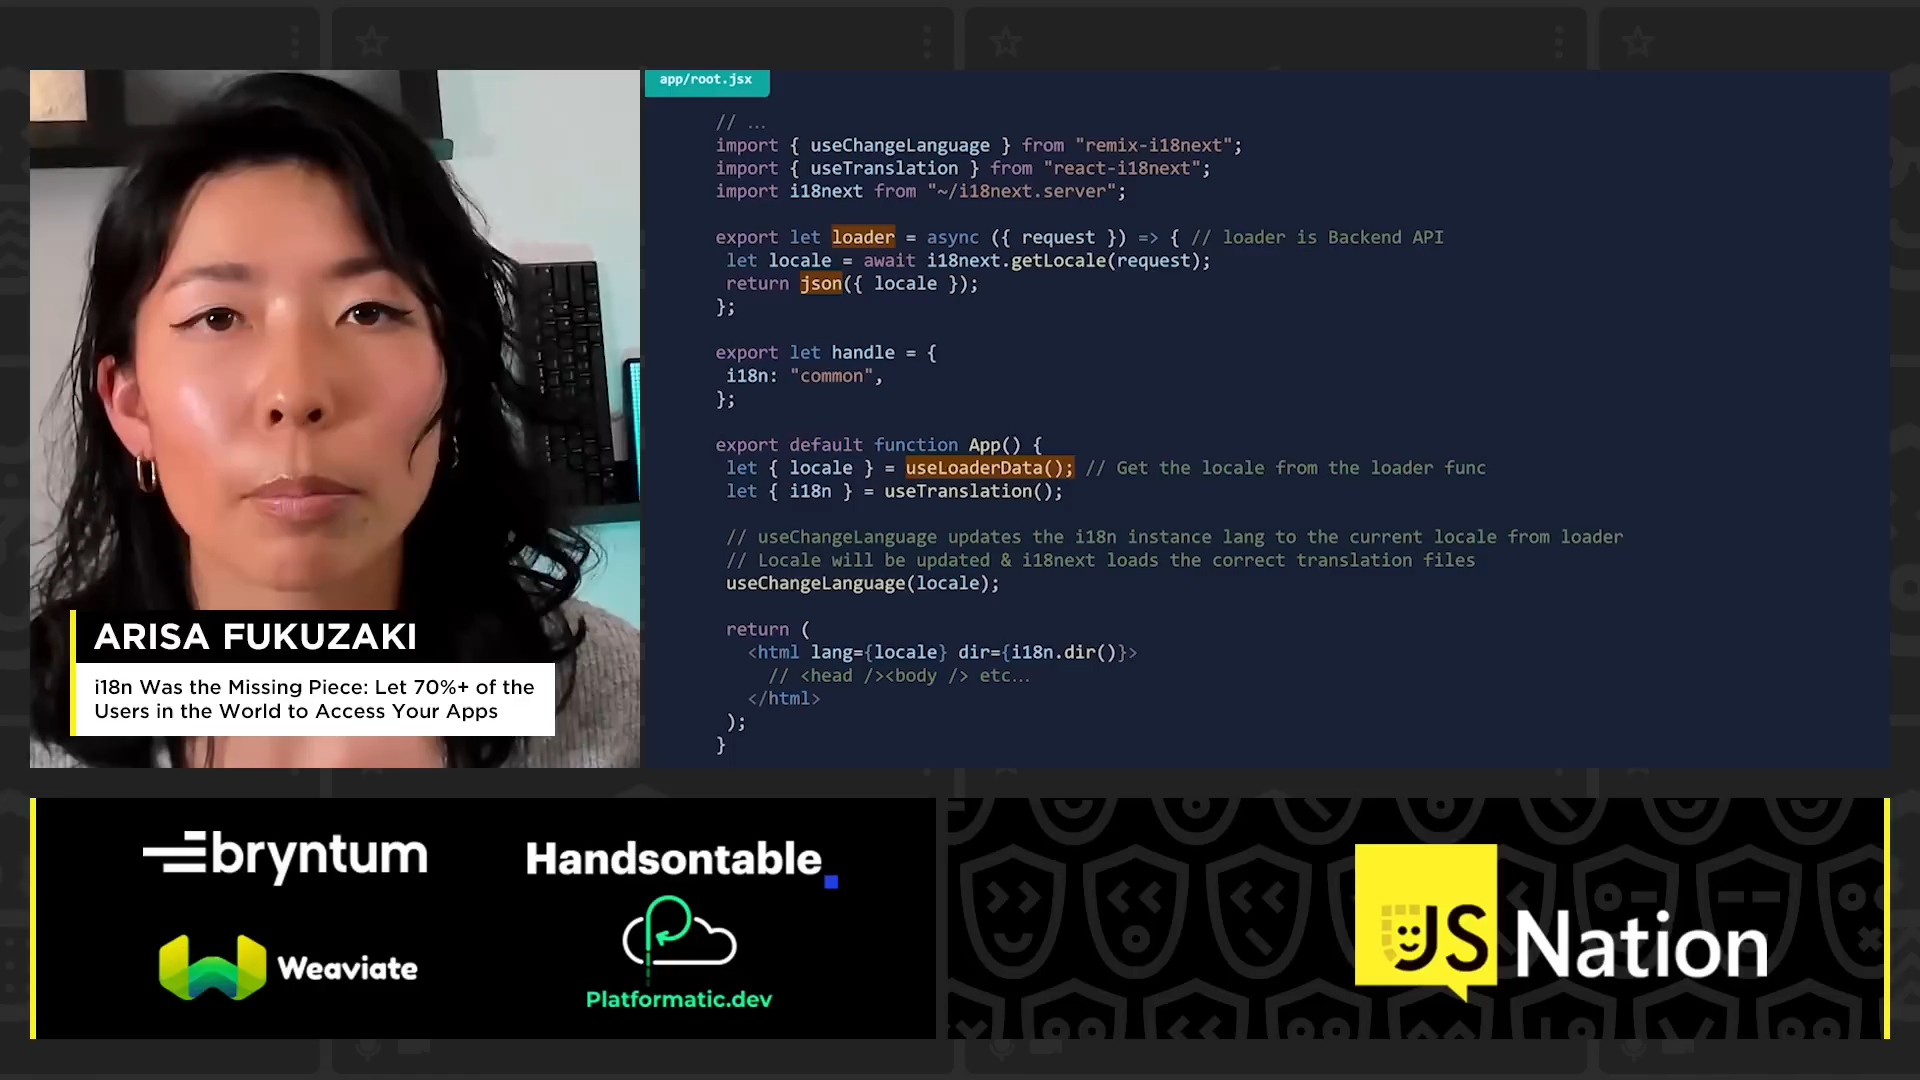 app/root.jsx
// ...
import { useChangeLanguage } from "remix-i18next";
import { useTranslation } from "react-i18next";
import i18next from "~/i18next.server";
export let loader = async ({ request }) => { // loader is Backend API
let locale = await i18next.getLocale(request);
return json({ locale });
};
export let handle = {
i18n: "common",
};
export default function App() {
let { locale } = useLoaderData(); // Get the locale from the loader func
let { i18n } = useTranslation();
// useChangeLanguage updates the i18n instance lang to the current locale from loader
// Locale will be updated & i18next loads the correct translation files
useChangeLanguage(locale);
return (
<html lang={locale} dir={i18n.dir()}>
// <head /><body /> etc...
</html>
);
}
ARISA FUKUZAKI
i18n Was the Missing Piece: Let 70%+ of the
Users in the World to Access Your Apps
bryntum
Handsontable
Weaviate
Platformatic.dev
JS Nation